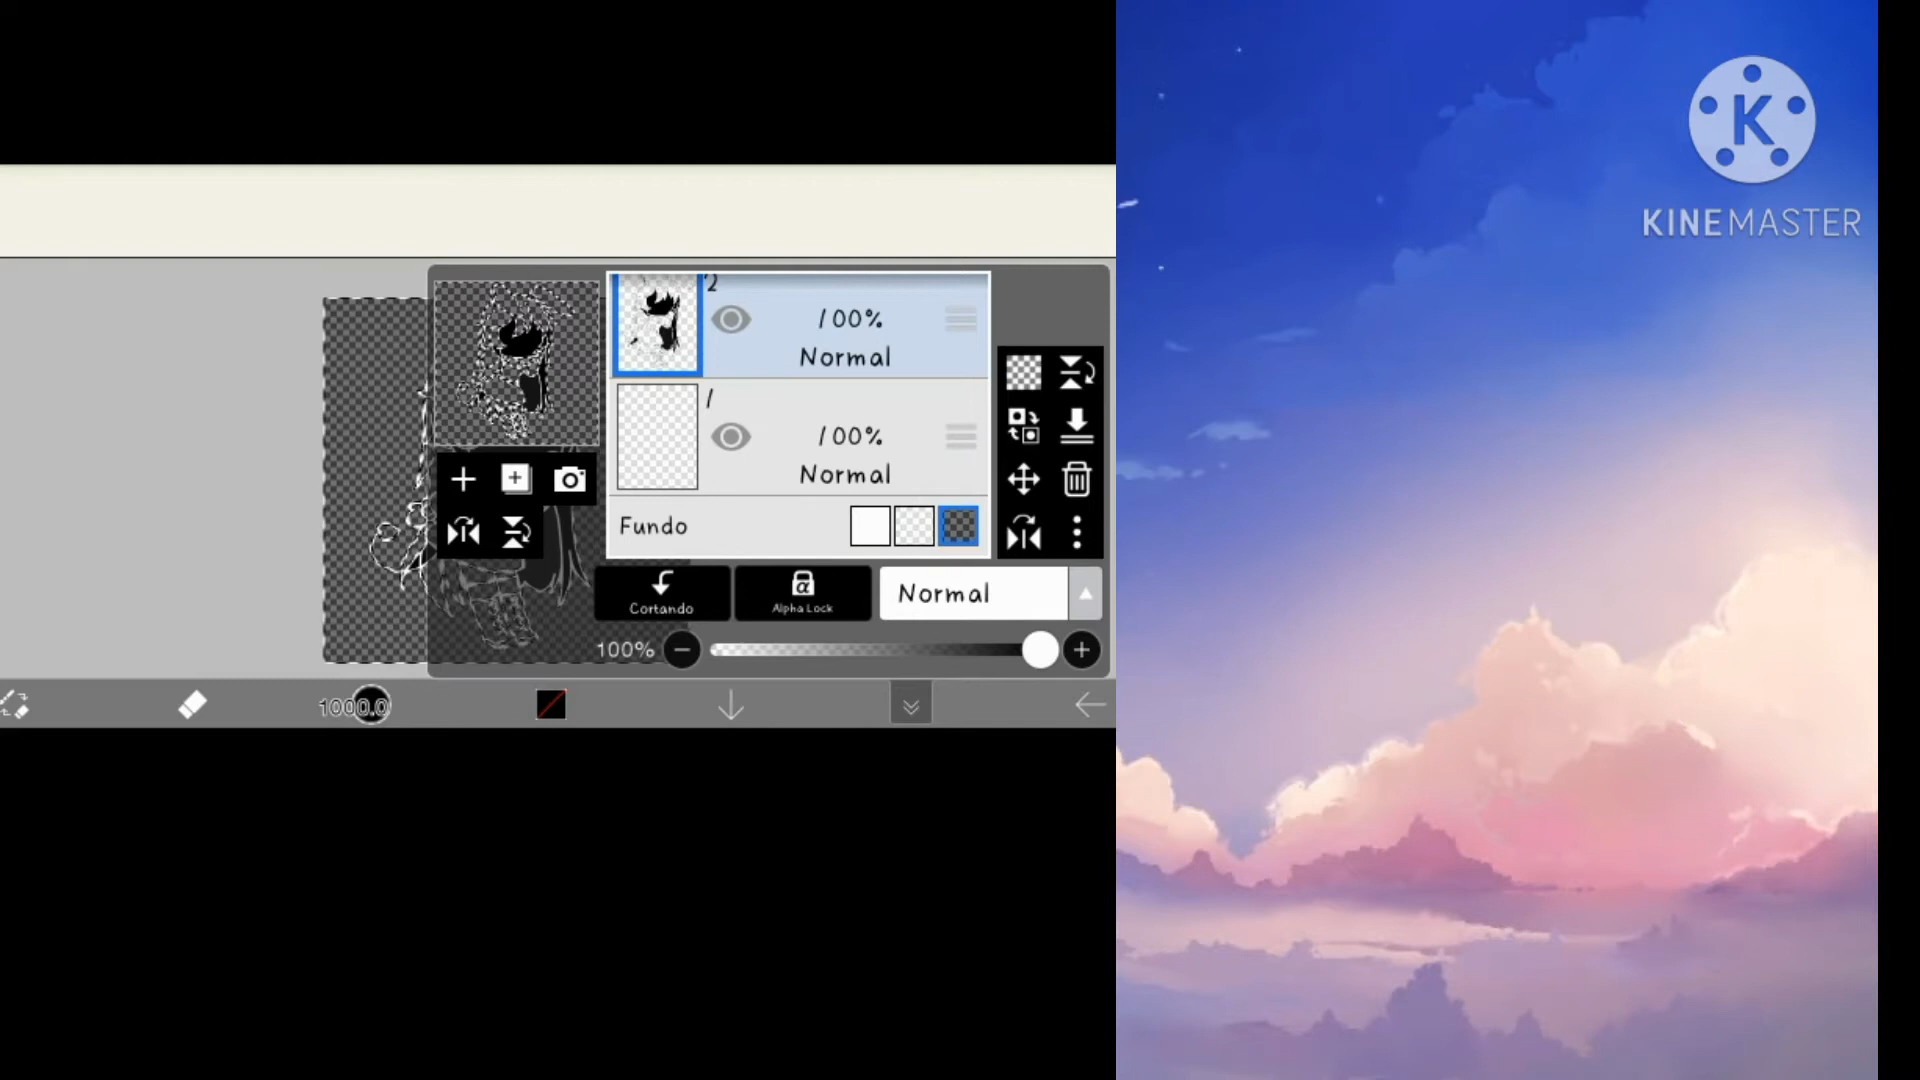 K
KINEMASTER
2
100%
Normal
1
100%
Normal
Fundo
Cortando
α
Alpha Lock
Normal
100%
1000.0